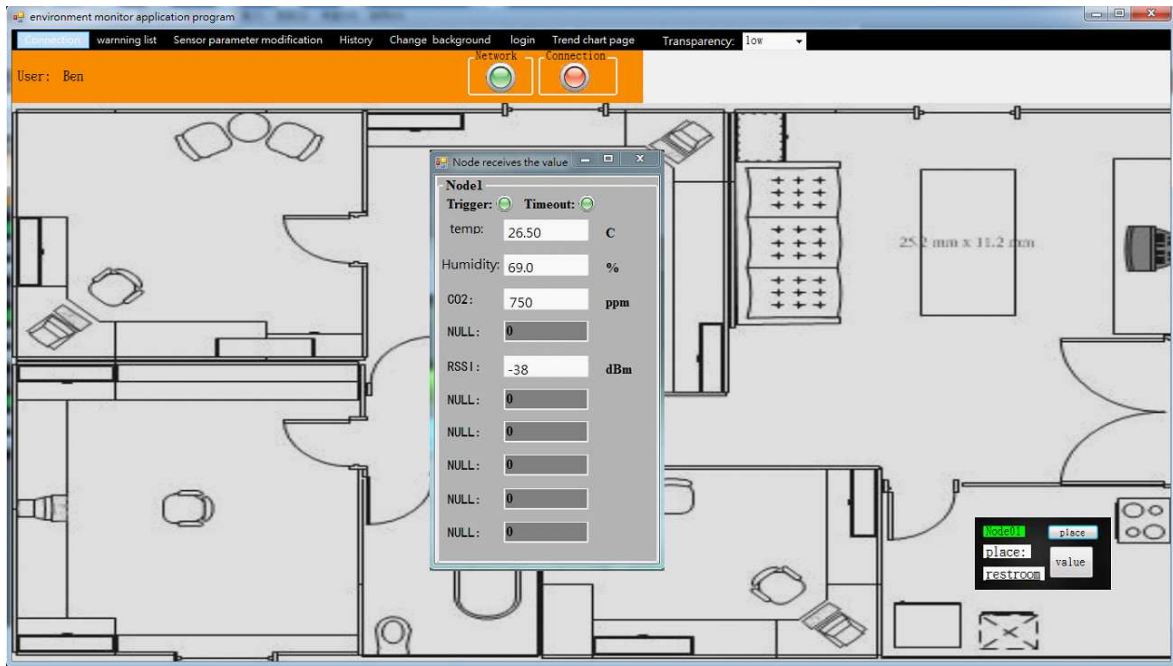 environment monitor application program
Connection warnning list Sensor parameter modification History Change background login Trend chart page Transparency: low
Network Connection
User: Ben
Node receives the value
Node1
Trigger: Timeout:
temp: 26.50 C
Humidity: 69.0 %
CO2: 750 ppm
NULL: 0
RSSI: -38 dBm
NULL: 0
NULL: 0
NULL: 0
NULL: 0
NULL: 0
25.2 mm x 11.2 mm
Node01 place
place: value
restroom